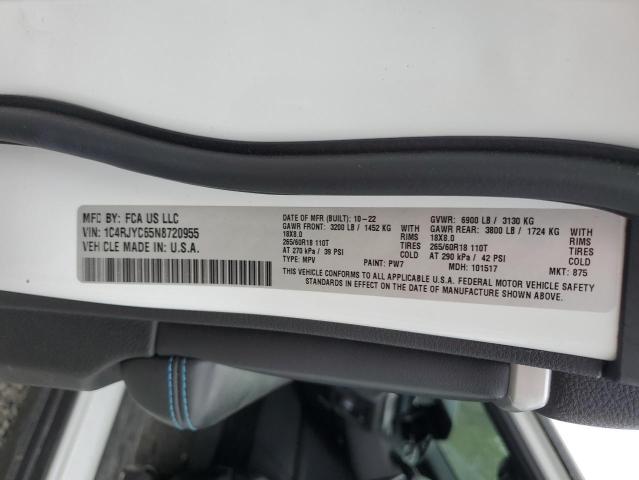 MFD BY: FCA US LLC
VIN: 1C4RJYC65N8720955
VEHICLE MADE IN: U.S.A.
DATE OF MFR (BUILT): 10-22
GAWR FRONT: 3200 LB / 1452 KG WITH
18X8.0 RIMS
265/60R18 110T TIRES
AT 270 kPa / 39 PSI COLD
TYPE: MPV PAINT: PW7
GVWR: 6900 LB / 3130 KG
GAWR REAR: 3800 LB / 1724 KG WITH
18X8.0 RIMS
265/60R18 110T TIRES
AT 290 kPa / 42 PSI COLD
MDH: 101517 MKT: 875
THIS VEHICLE CONFORMS TO ALL APPLICABLE U.S.A. FEDERAL MOTOR VEHICLE SAFETY
STANDARDS IN EFFECT ON THE DATE OF MANUFACTURE SHOWN ABOVE.